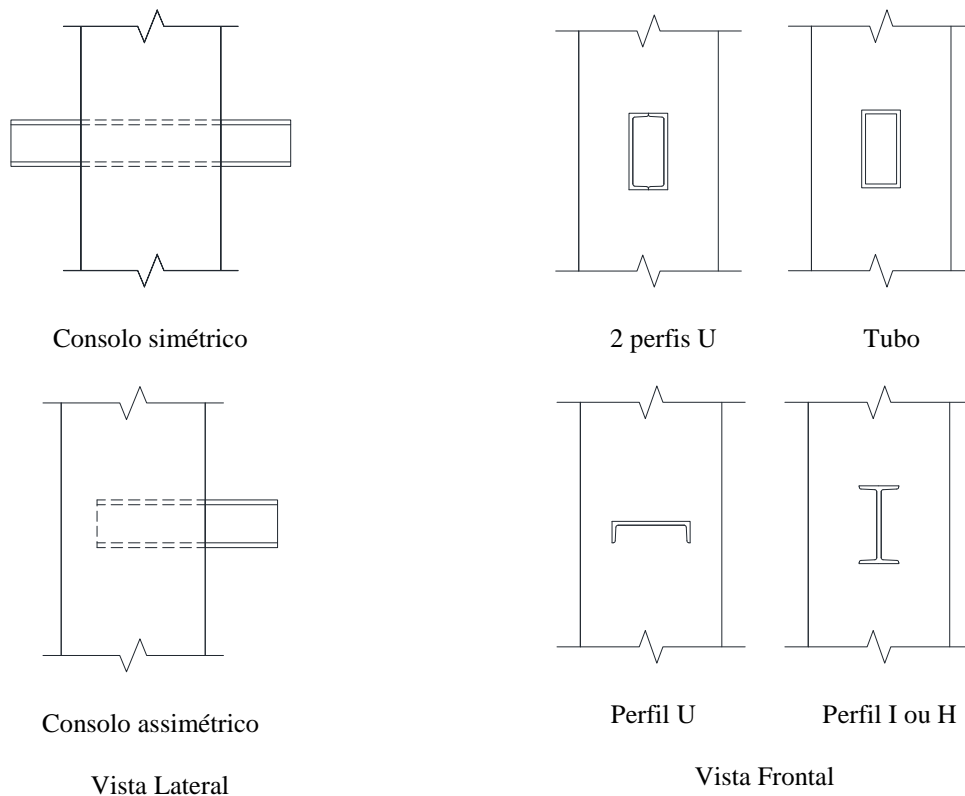 Consolo simétrico
2 perfis U
Tubo
Consolo assimétrico
Perfil U
Perfil I ou H
Vista Lateral
Vista Frontal